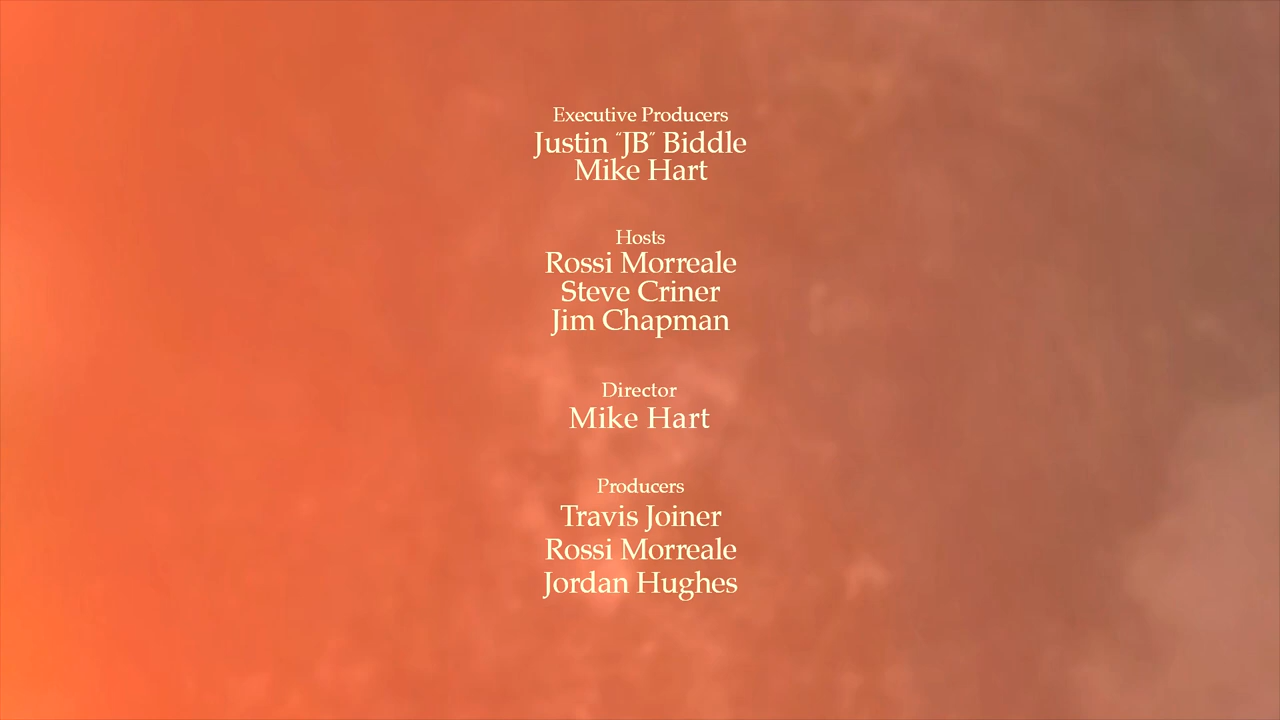 Executive Producers
Justin "JB" Biddle
Mike Hart
Hosts
Rossi Morreale
Steve Criner
Jim Chapman
Director
Mike Hart
Producers
Travis Joiner
Rossi Morreale
Jordan Hughes